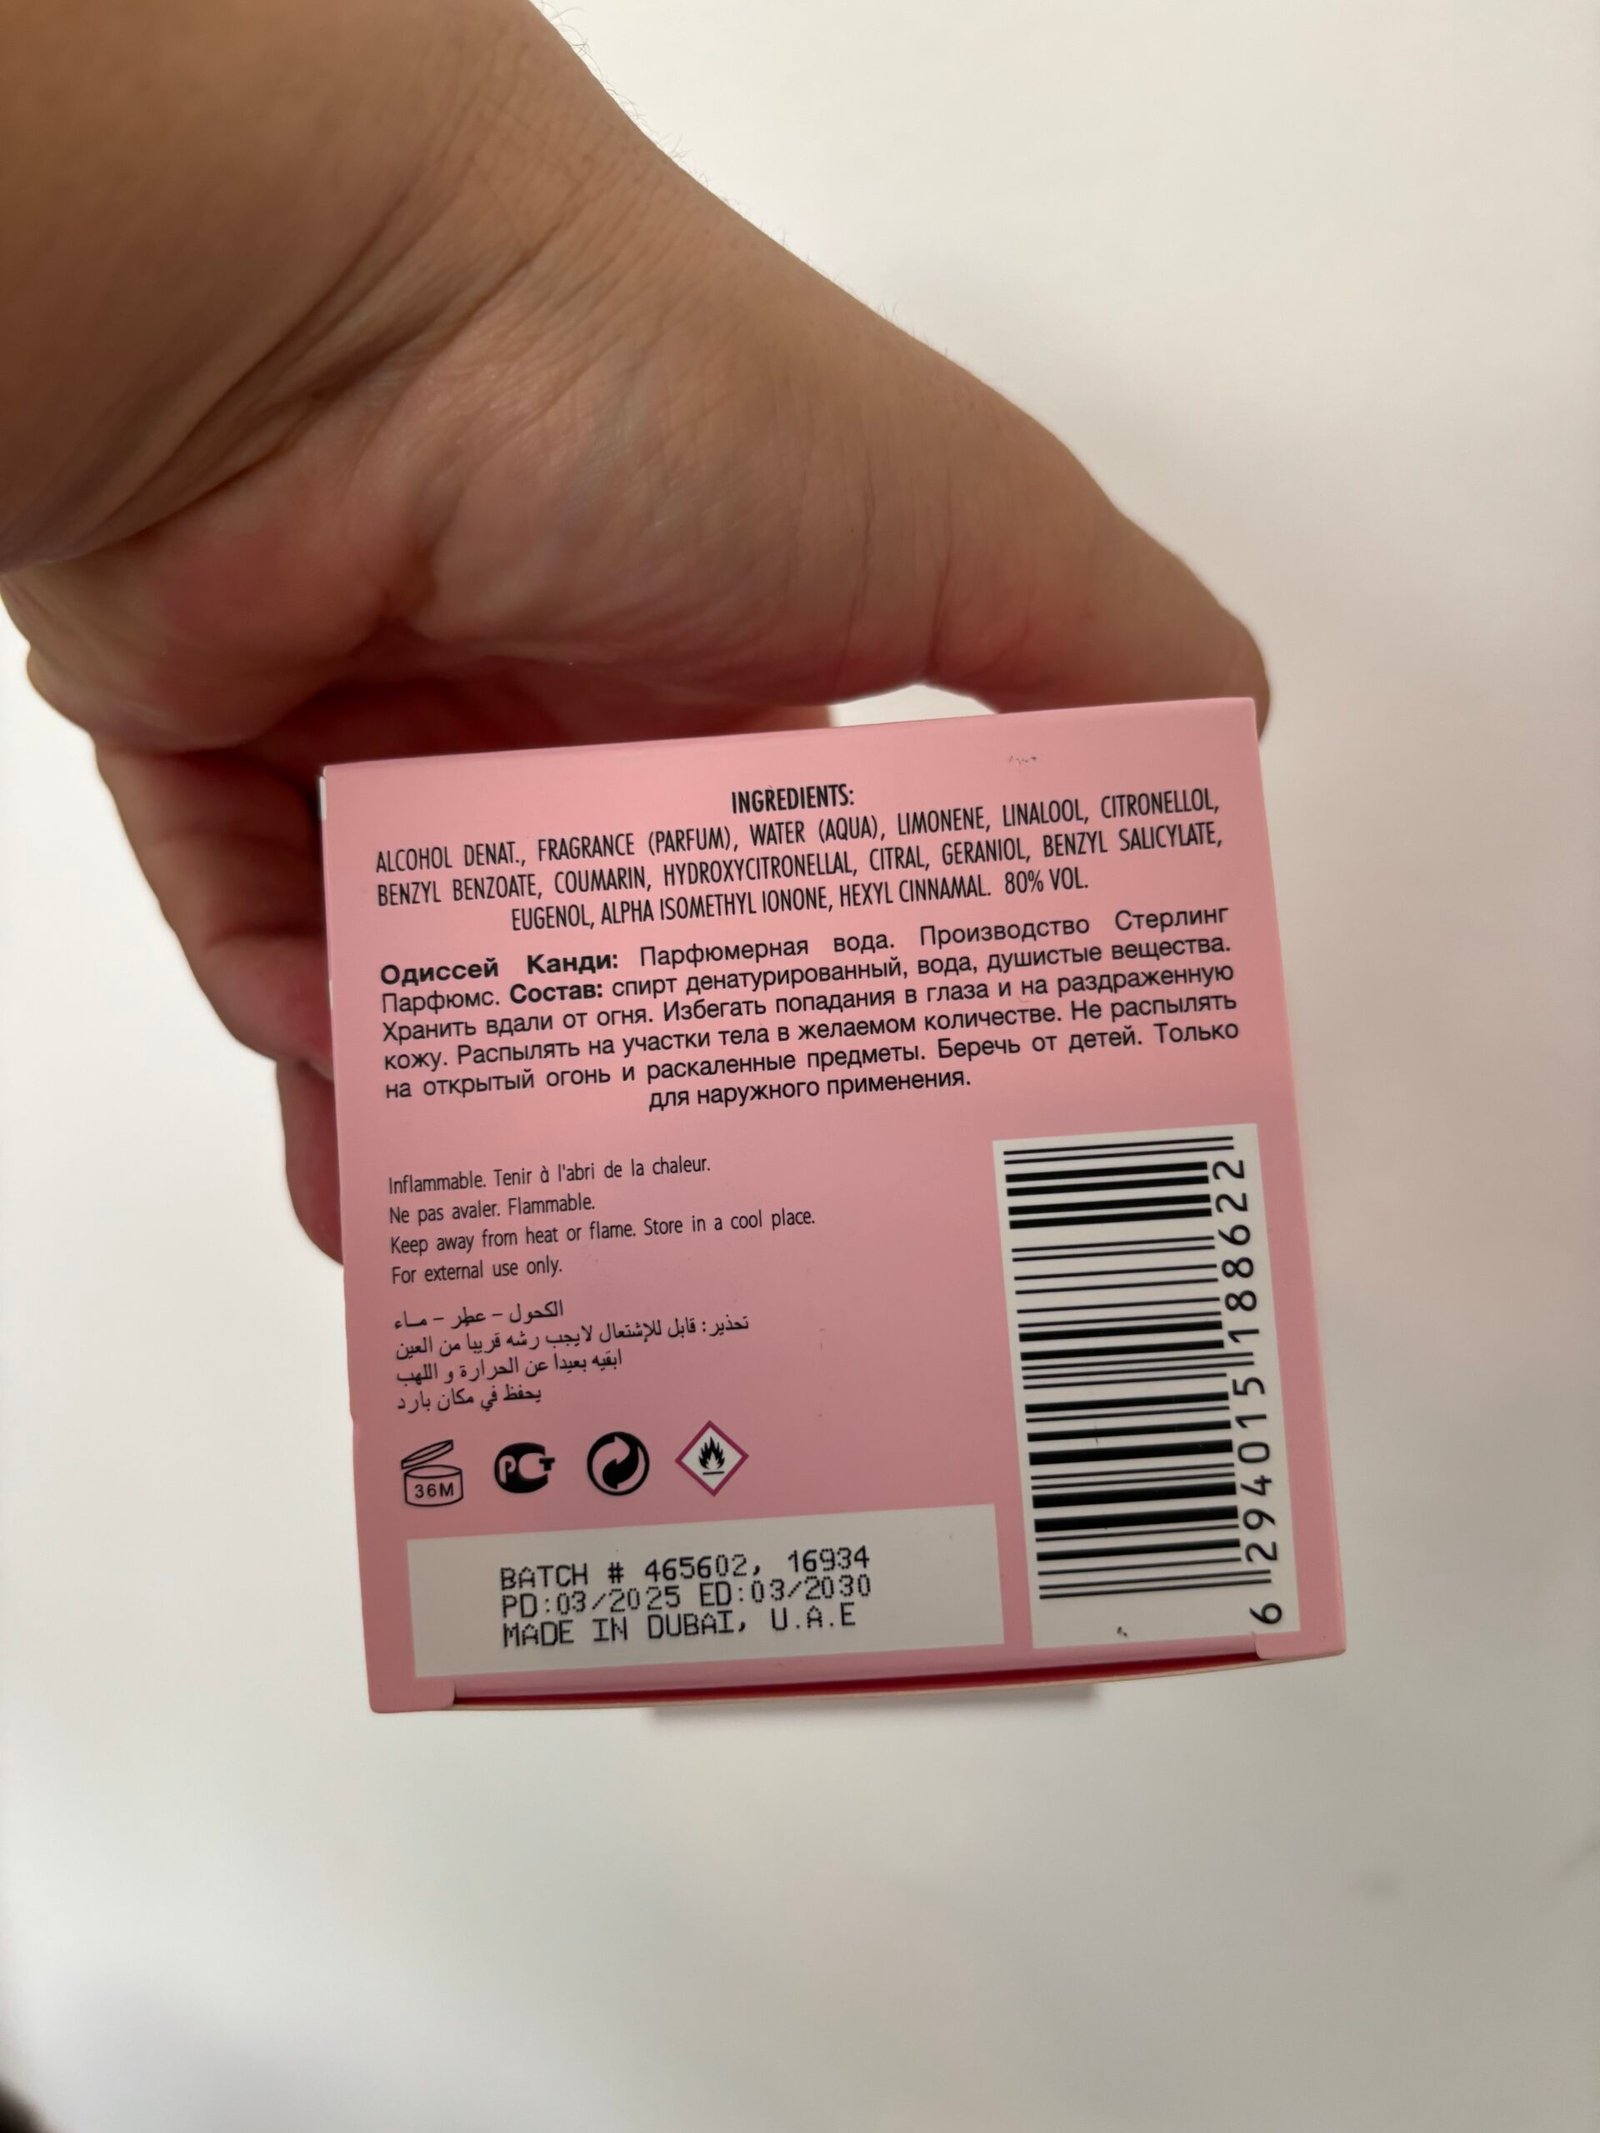 INGREDIENTS:
ALCOHOL DENAT., FRAGRANCE (PARFUM), WATER (AQUA), LIMONENE, LINALOOL, CITRONELLOL,
BENZYL BENZOATE, COUMARIN, HYDROXYCITRONELLAL, CITRAL, GERANIOL, BENZYL SALICYLATE,
EUGENOL, ALPHA ISOMETHYL IONONE, HEXYL CINNAMAL. 80% VOL.
Одиссей Канди: Парфюмерная вода. Производство Стерлинг
Парфюмс. Состав: спирт денатурированный, вода, душистые вещества.
Хранить вдали от огня. Избегать попадания в глаза и на раздраженную
кожу. Распылять на участки тела в желаемом количестве. Не распылять
на открытый огонь и раскаленные предметы. Беречь от детей. Только
для наружного применения.
Inflammable. Tenir à l'abri de la chaleur.
Ne pas avaler. Flammable.
Keep away from heat or flame. Store in a cool place.
For external use only.
الكحول - عطر - ماء
تحذير: قابل للإشتعال لايجب رشه قريباً من العين
ابقيه بعيدا عن الحرارة و اللهب
يحفظ في مكان بارد
36M
РСТ
BATCH # 465602, 16934
PD:03/2025 ED:03/2030
MADE IN DUBAI, U.A.E
6 294015 188622